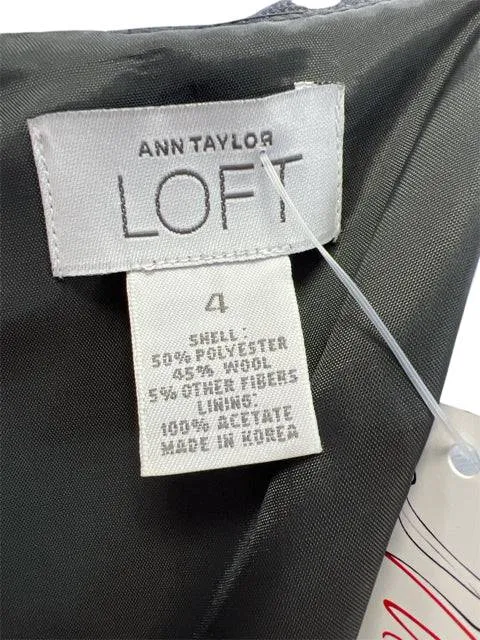 ANN TAYLOR
LOFT
4
SHELL:
50% POLYESTER
45% WOOL
5% OTHER FIBERS
LINING:
100% ACETATE
MADE IN KOREA